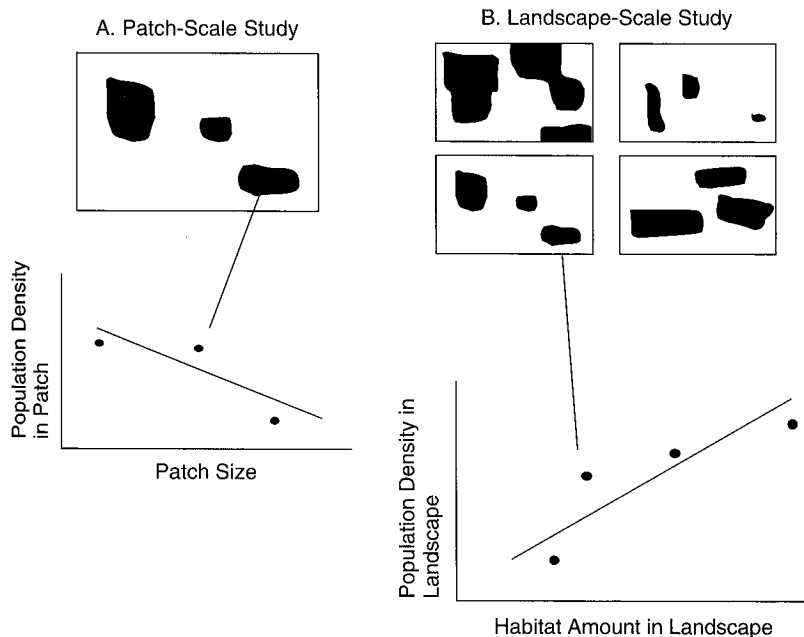 A. Patch-Scale Study
Population Density
in Patch
Patch Size
B. Landscape-Scale Study
Population Density in
Landscape
Habitat Amount in Landscape